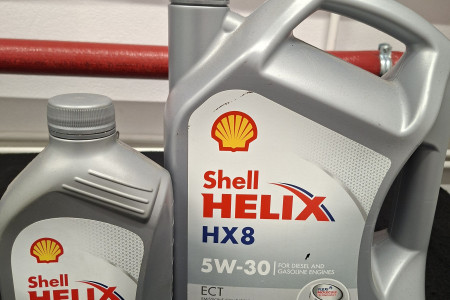 Shell
HELIX
HX8
5W-30
FOR DIESEL AND
GASOLINE ENGINES
ECT
Shell
HELIX